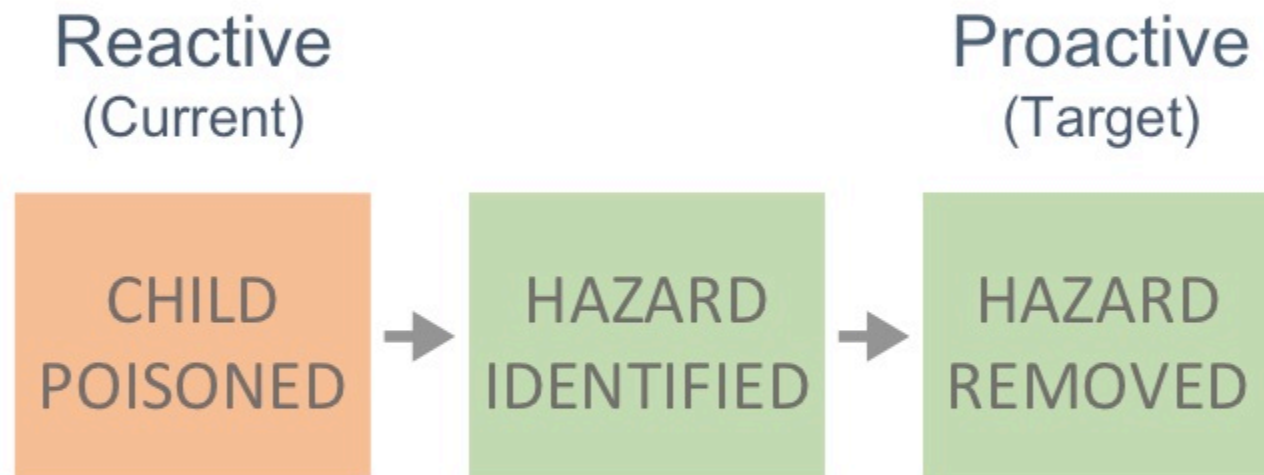 Reactive
(Current)
Proactive
(Target)
CHILD
POISONED
HAZARD
IDENTIFIED
HAZARD
REMOVED